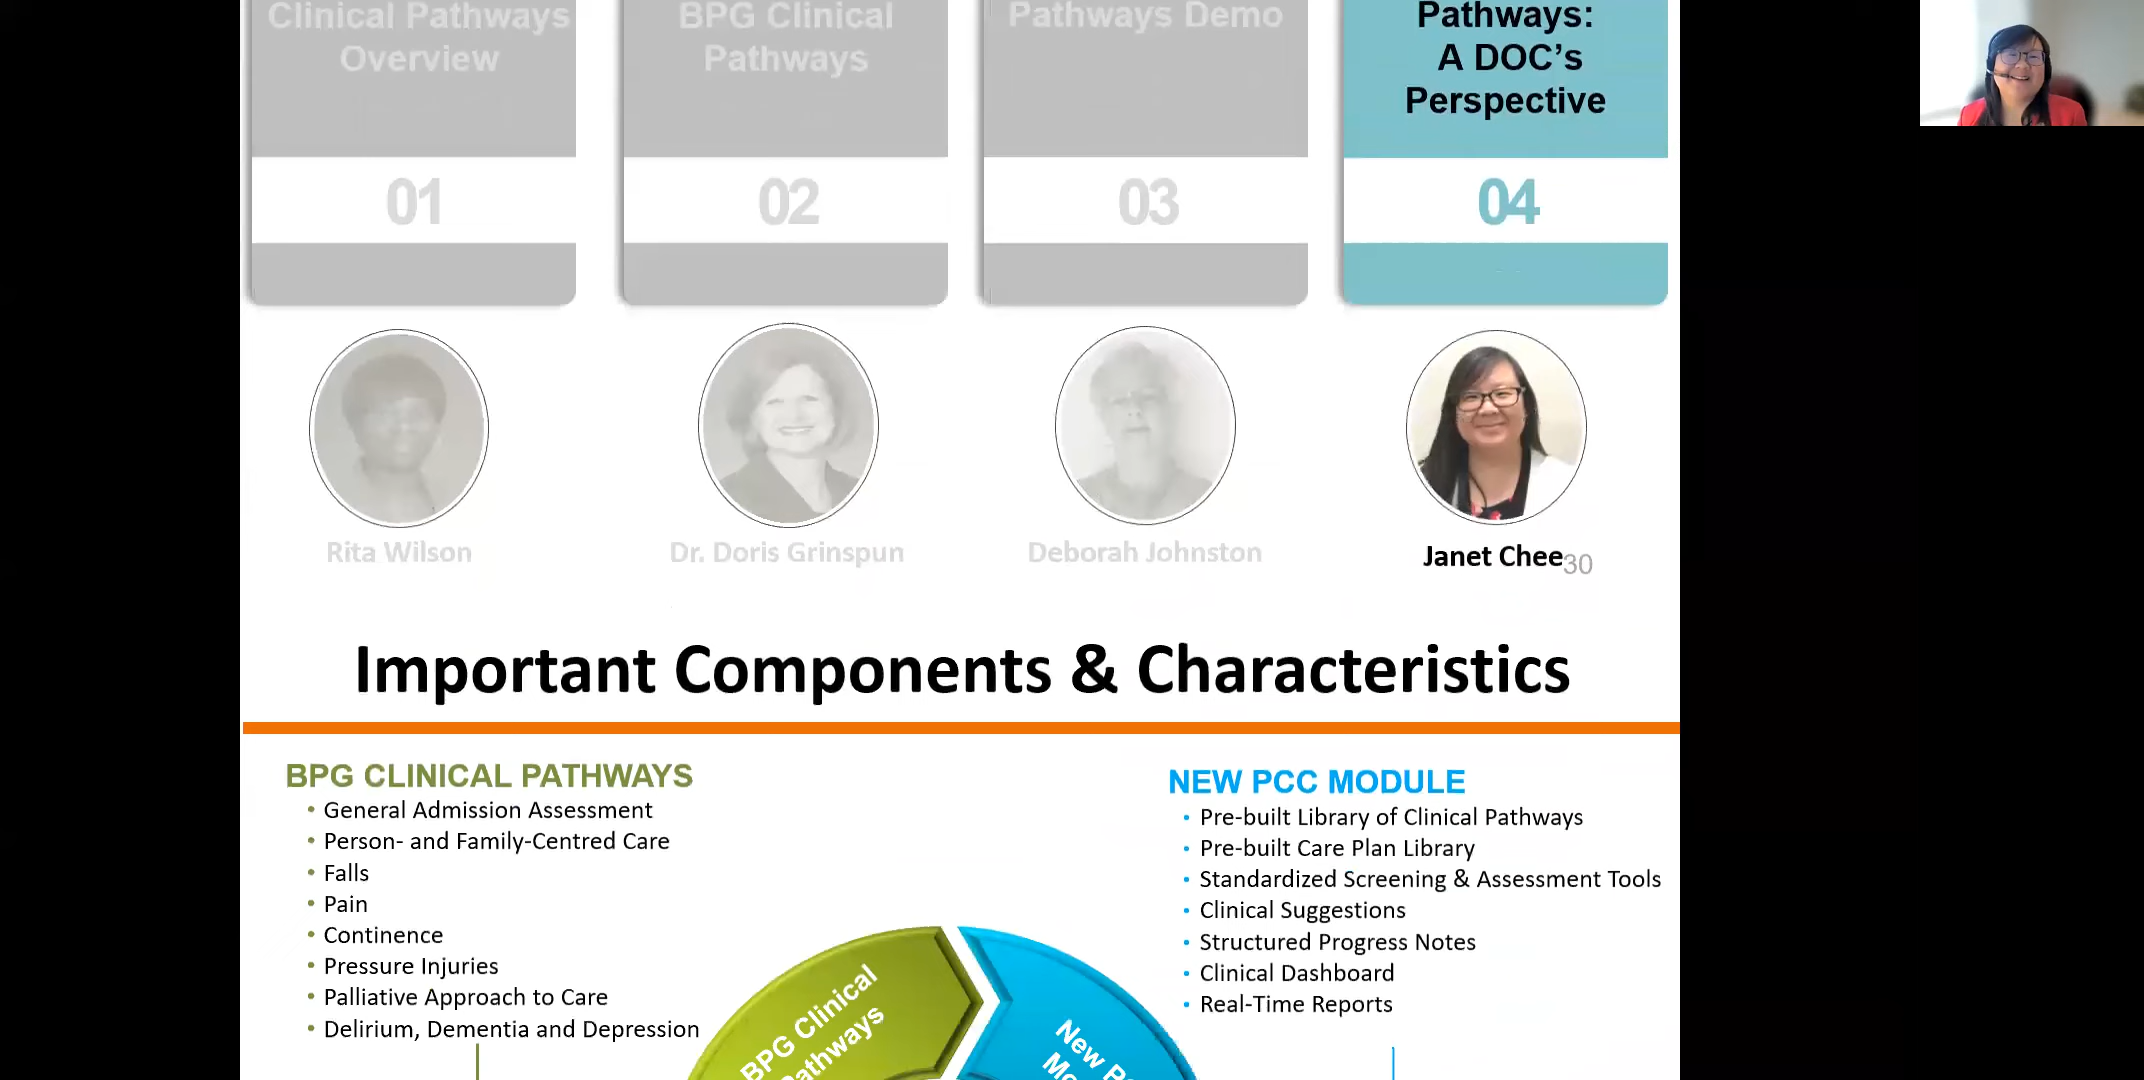 Clinical Pathways
Overview
01
Rita Wilson
BPG Clinical
Pathways
02
Dr. Doris Grinspun
Pathways Demo
03
Deborah Johnston
Pathways:
A DOC’s
Perspective
04
Janet Chee
30
Important Components & Characteristics
BPG CLINICAL PATHWAYS
• General Admission Assessment
• Person- and Family-Centred Care
• Falls
• Pain
• Continence
• Pressure Injuries
• Palliative Approach to Care
• Delirium, Dementia and Depression
BPG Clinical
Pathways
New
NEW PCC MODULE
• Pre-built Library of Clinical Pathways
• Pre-built Care Plan Library
• Standardized Screening & Assessment Tools
• Clinical Suggestions
• Structured Progress Notes
• Clinical Dashboard
• Real-Time Reports